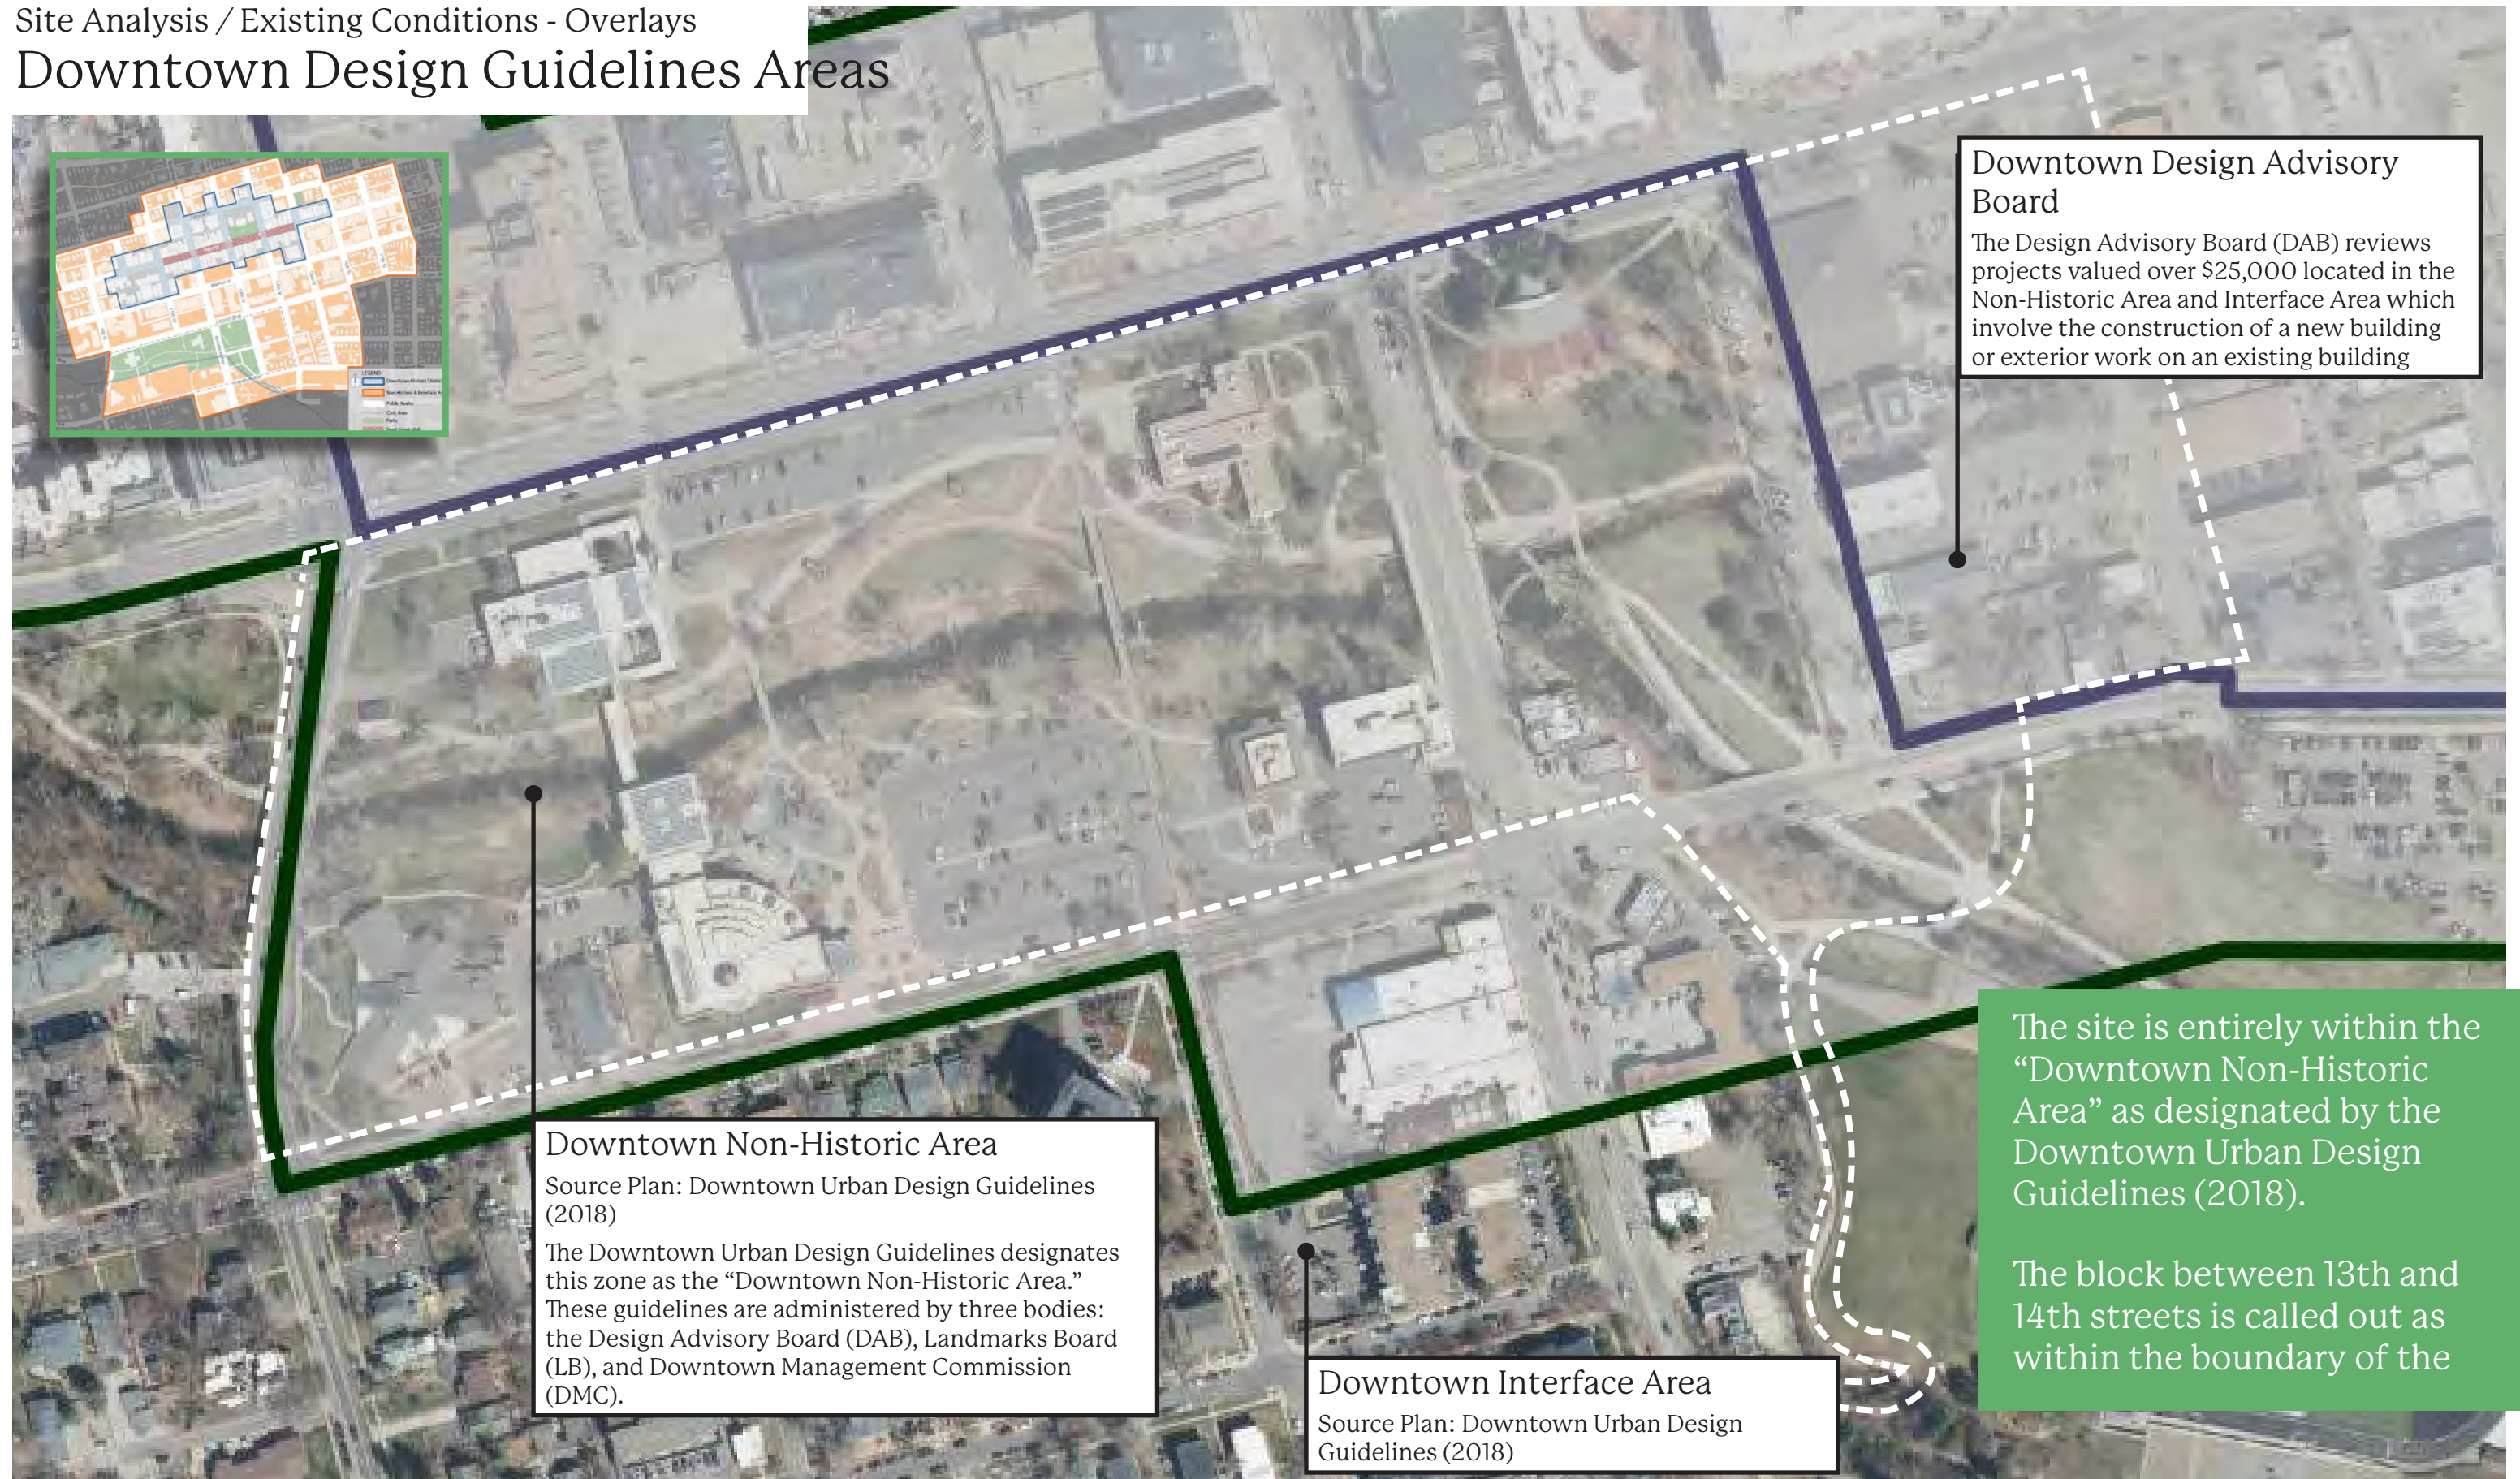 Site Analysis / Existing Conditions - Overlays
Downtown Design Guidelines Areas
LEGEND
Downtown Design Advisory
Board
The Design Advisory Board (DAB) reviews
projects valued over $25,000 located in the
Non-Historic Area and Interface Area which
involve the construction of a new building
or exterior work on an existing building
Downtown Non-Historic Area
Source Plan: Downtown Urban Design Guidelines
(2018)
The Downtown Urban Design Guidelines designates
this zone as the “Downtown Non-Historic Area.”
These guidelines are administered by three bodies:
the Design Advisory Board (DAB), Landmarks Board
(LB), and Downtown Management Commission
(DMC).
Downtown Interface Area
Source Plan: Downtown Urban Design
Guidelines (2018)
The site is entirely within the
“Downtown Non-Historic
Area” as designated by the
Downtown Urban Design
Guidelines (2018).
The block between 13th and
14th streets is called out as
within the boundary of the